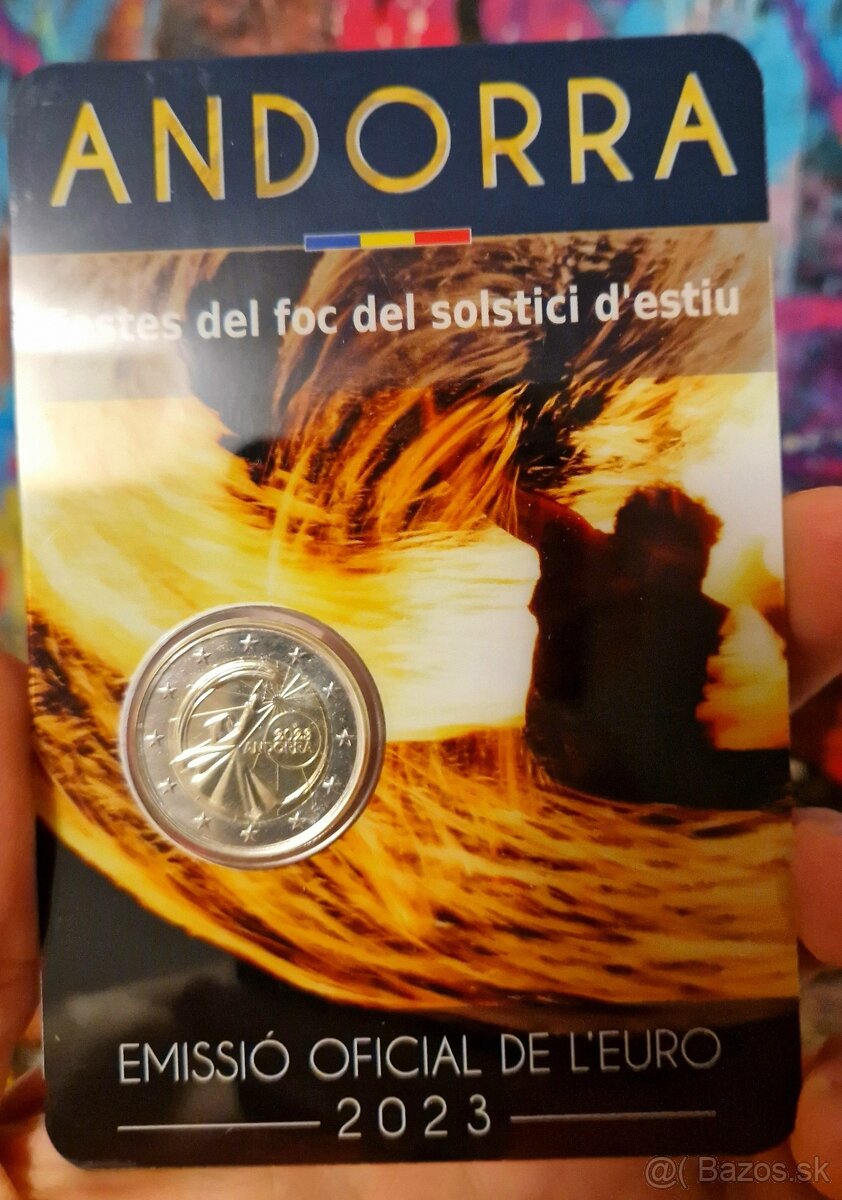 ANDORRA
del foc del solstici d'estiu
2023
ANDORRA
EMISSIÓ OFICIAL DE L'EURO
2023
@( Bazos.sk